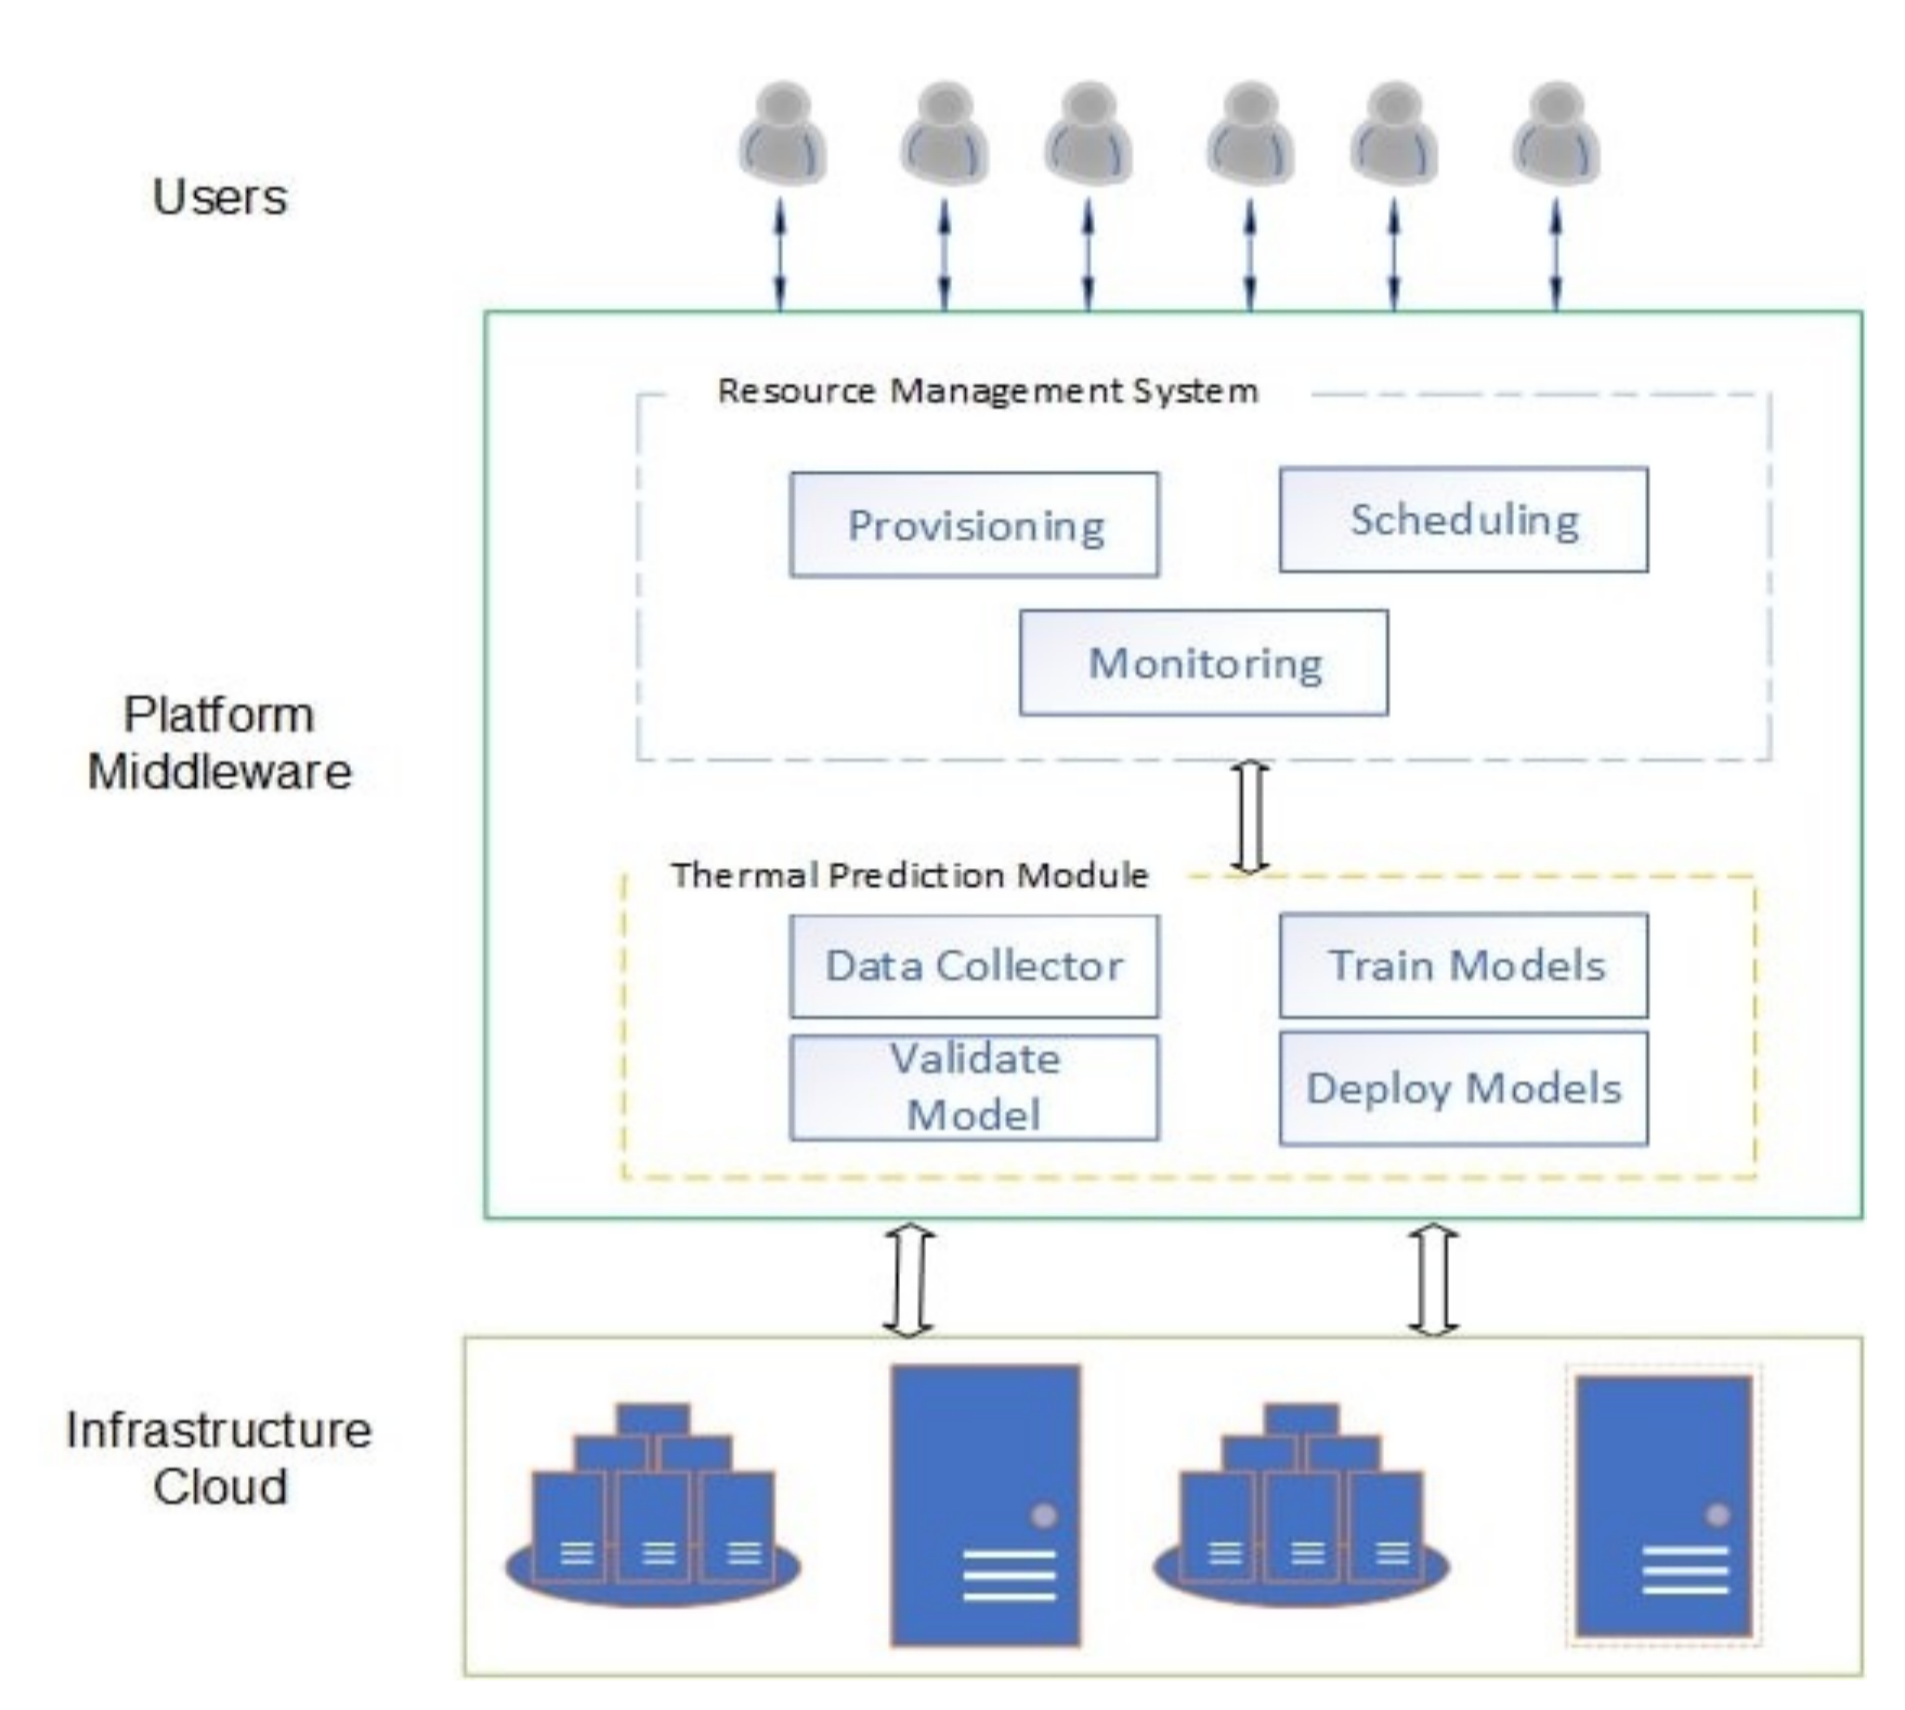 Users
Resource Management System
Provisioning
Scheduling
Monitoring
Platform
Middleware
Thermal Prediction Module
Data Collector
Train Models
Validate
Model
Deploy Models
Infrastructure
Cloud